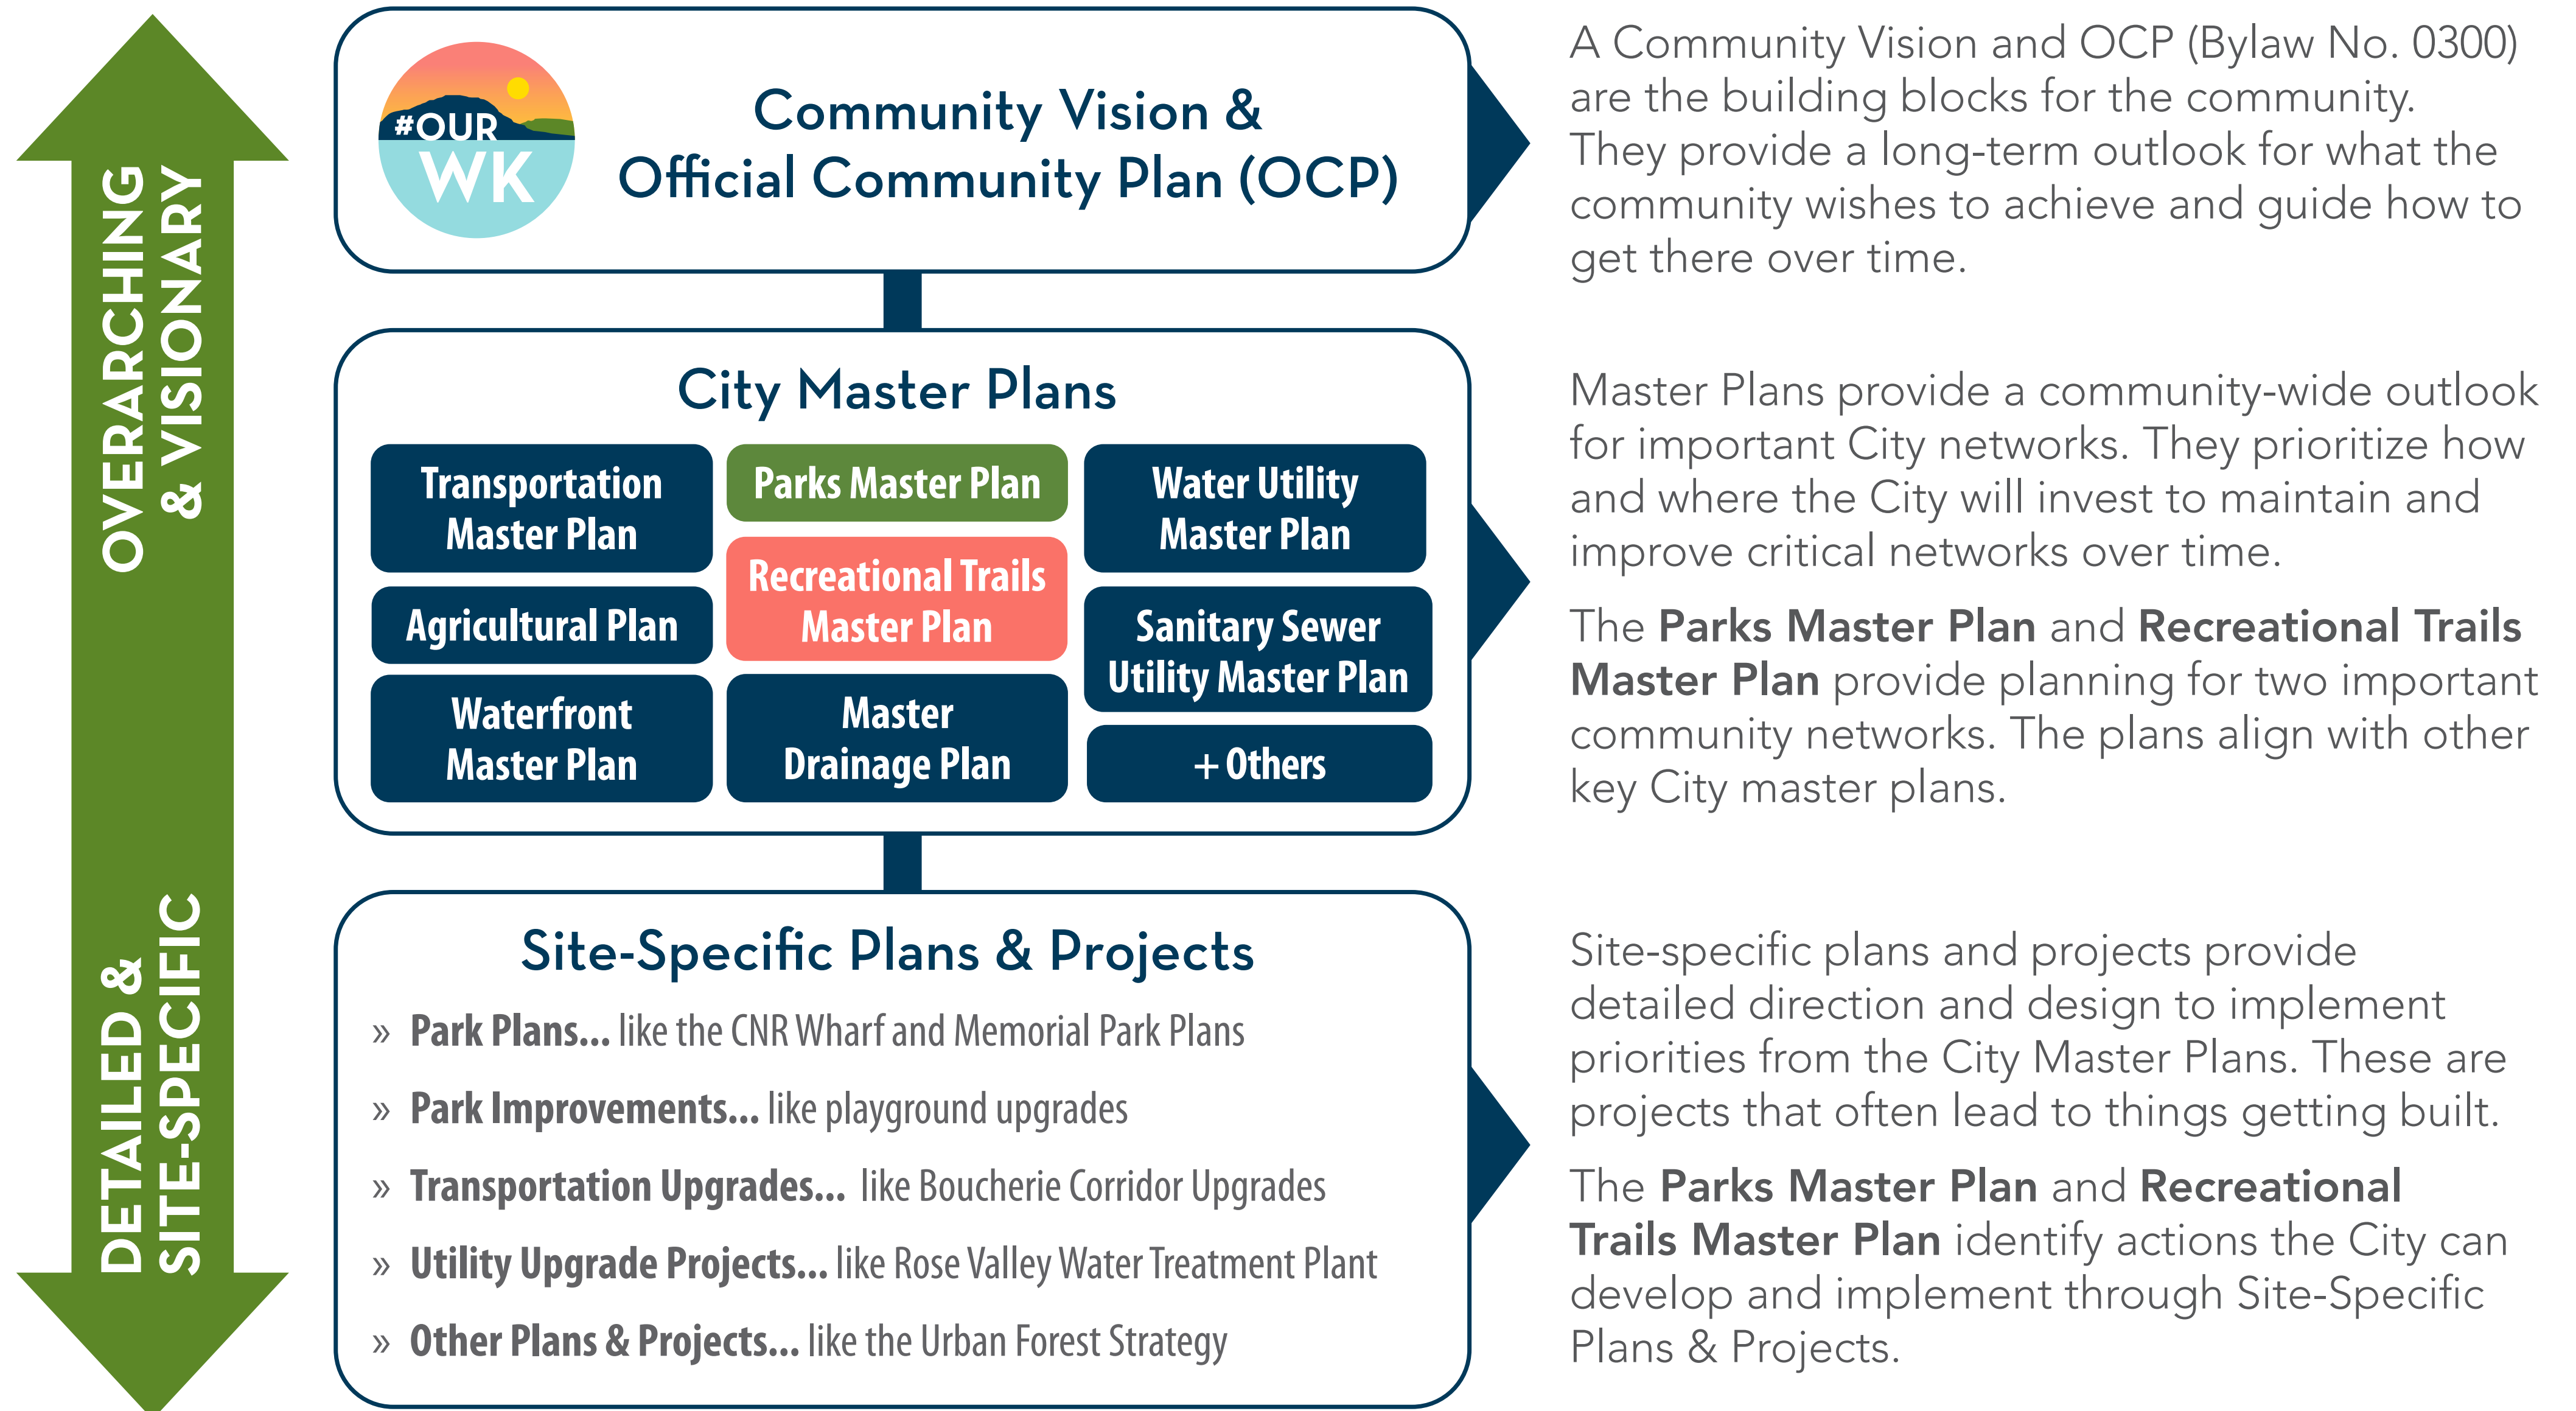 OVERARCHING
& VISIONARY
DETAILED &
SITE-SPECIFIC
#OUR
WK
Community Vision &
Official Community Plan (OCP)
A Community Vision and OCP (Bylaw No. 0300)
are the building blocks for the community.
They provide a long-term outlook for what the
community wishes to achieve and guide how to
get there over time.
City Master Plans
Transportation
Master Plan
Parks Master Plan
Water Utility
Master Plan
Recreational Trails
Master Plan
Agricultural Plan
Sanitary Sewer
Utility Master Plan
Waterfront
Master Plan
Master
Drainage Plan
+ Others
Master Plans provide a community-wide outlook
for important City networks. They prioritize how
and where the City will invest to maintain and
improve critical networks over time.
The Parks Master Plan and Recreational Trails
Master Plan provide planning for two important
community networks. The plans align with other
key City master plans.
Site-Specific Plans & Projects
» Park Plans... like the CNR Wharf and Memorial Park Plans
» Park Improvements... like playground upgrades
» Transportation Upgrades... like Boucherie Corridor Upgrades
» Utility Upgrade Projects... like Rose Valley Water Treatment Plant
» Other Plans & Projects... like the Urban Forest Strategy
Site-specific plans and projects provide
detailed direction and design to implement
priorities from the City Master Plans. These are
projects that often lead to things getting built.
The Parks Master Plan and Recreational
Trails Master Plan identify actions the City can
develop and implement through Site-Specific
Plans & Projects.